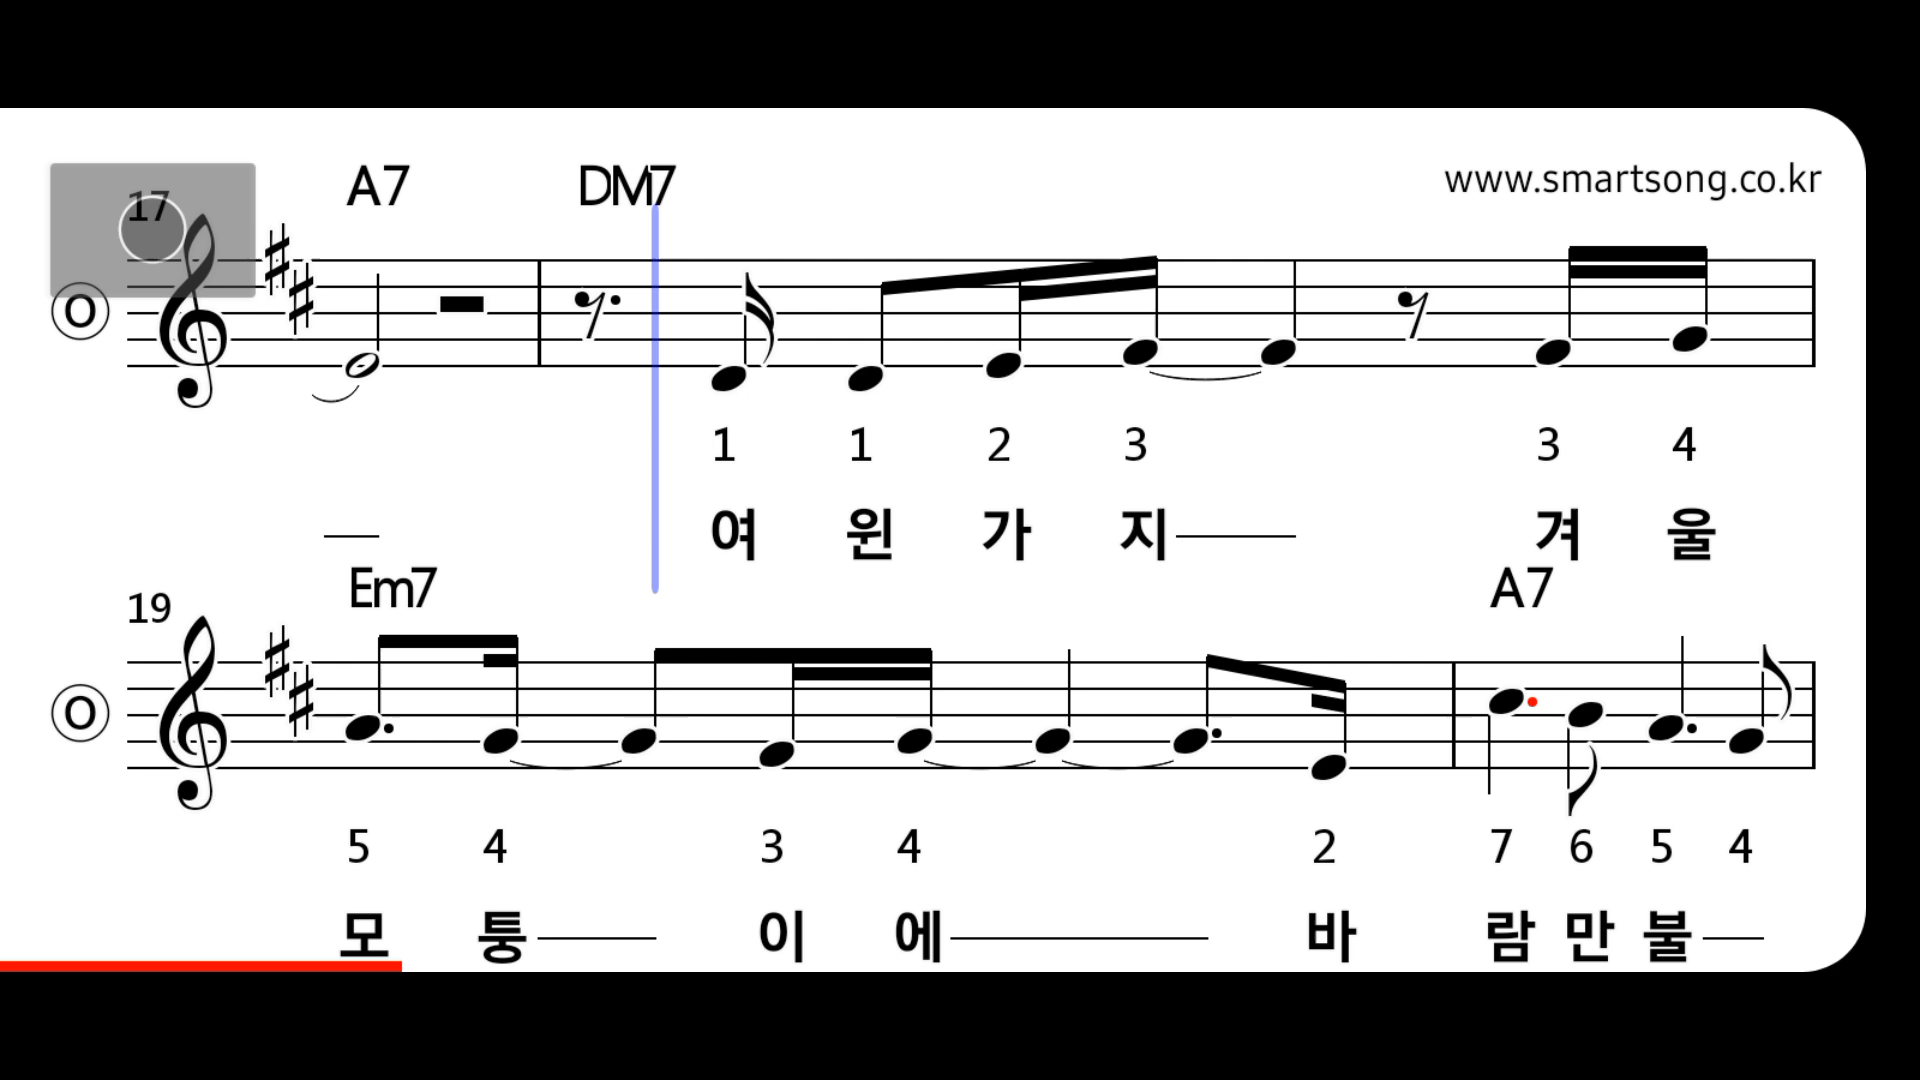 17 A7 DM7 www.smartsong.co.kr
O
1 1 2 3 3 4
여 윈 가 지 겨 울
19 Em7 A7
O
5 4 3 4 2 7 6 5 4
모 퉁 이 에 바 람 만 불